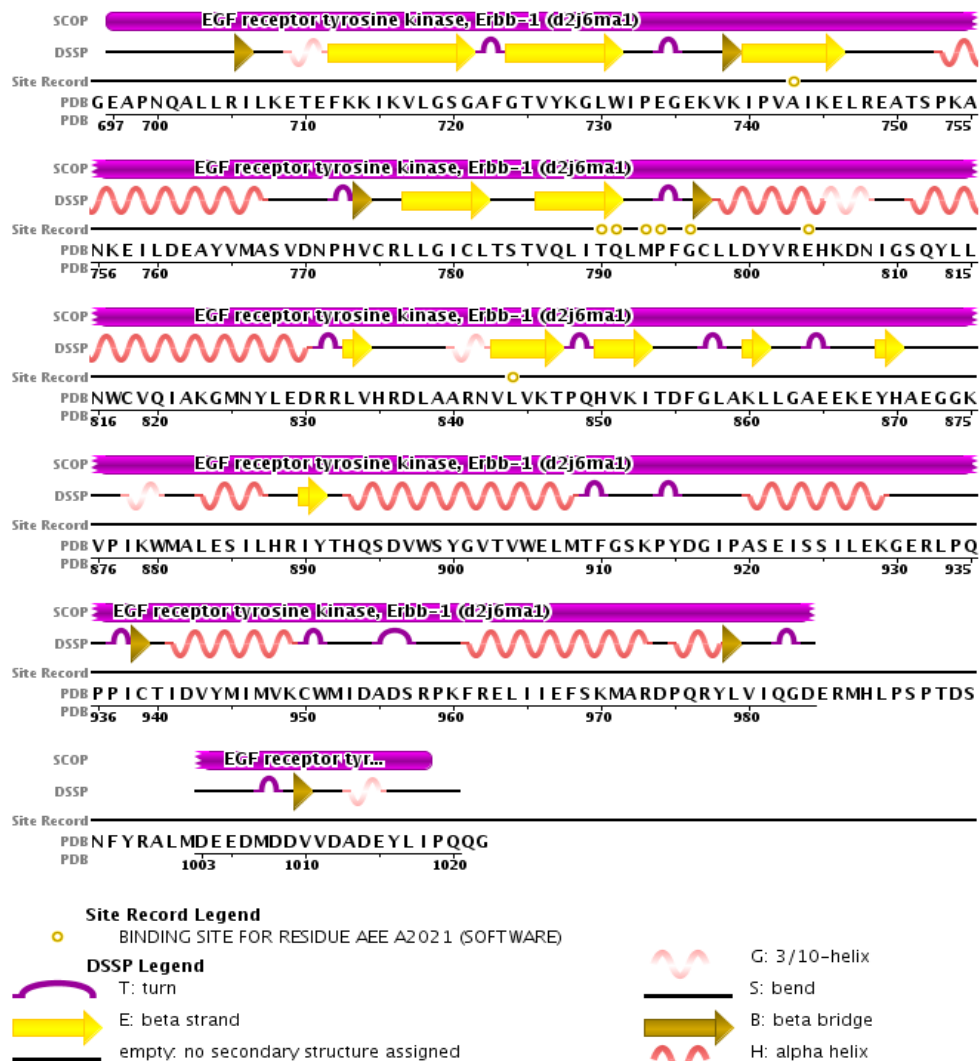 SCOP EGF receptor tyrosine kinase, Erbb-1 (d2j6ma1)
DSSP
Site Record
PDB GEAPNQALLRILKETEFKKIKVLGSGAFGTVYKGLWIPEGEKVKIPVAIKELREATSPKA
PDB 697 700 710 720 730 740 750 755
SCOP EGF receptor tyrosine kinase, Erbb-1 (d2j6ma1)
DSSP
Site Record
PDB NKEILDEAYVMASVDNPHVCRLLGICLTSTVQLITQLMPFGCLLDYVREHKDNIGSQYLL
PDB 756 760 770 780 790 800 810 815
SCOP EGF receptor tyrosine kinase, Erbb-1 (d2j6ma1)
DSSP
Site Record
PDB NWCVQIAKGMNYLEDRRLVHRDLAARNVLVKTPQHVKITDFGLAKLLGAEEKEYHAEGGK
PDB 816 820 830 840 850 860 870 875
SCOP EGF receptor tyrosine kinase, Erbb-1 (d2j6ma1)
DSSP
Site Record
PDB VPIKWMALESILHRIYTHQSDVWSYGVTVWELMTFGSKPYDGIPASEISSILEKGERLPQ
PDB 876 880 890 900 910 920 930 935
SCOP EGF receptor tyrosine kinase, Erbb-1 (d2j6ma1)
DSSP
Site Record
PDB PPICTIDVYMIMVKCWMIDADSRPKFRELIIEFSKMARDPQRYLVIQGDERMHLPSPTDS
PDB 936 940 950 960 970 980
SCOP EGF receptor tyr...
DSSP
Site Record
PDB NFYRALMDEEDMDDVVDADEYLIPQQG
PDB 1003 1010 1020
Site Record Legend
BINDING SITE FOR RESIDUE AEE A2021 (SOFTWARE)
DSSP Legend
T: turn
E: beta strand
empty: no secondary structure assigned
G: 3/10-helix
S: bend
B: beta bridge
H: alpha helix